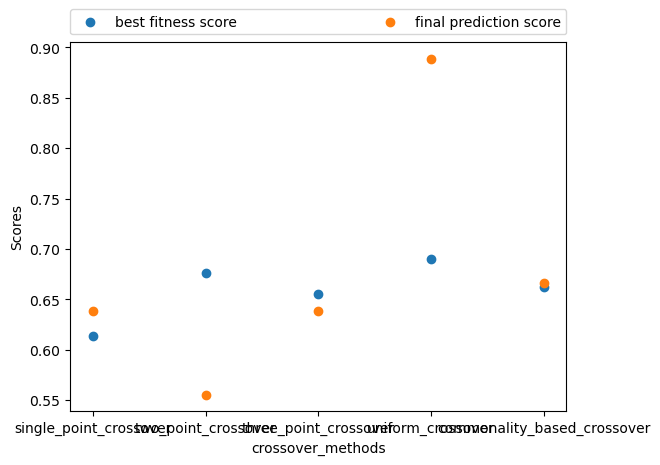 best fitness score final prediction score
0.90
0.85
0.80
0.75
0.70
0.65
0.60
0.55
Scores
single_point_crossover two_point_crossover three_point_crossover uniform_crossover commonality_based_crossover
crossover_methods